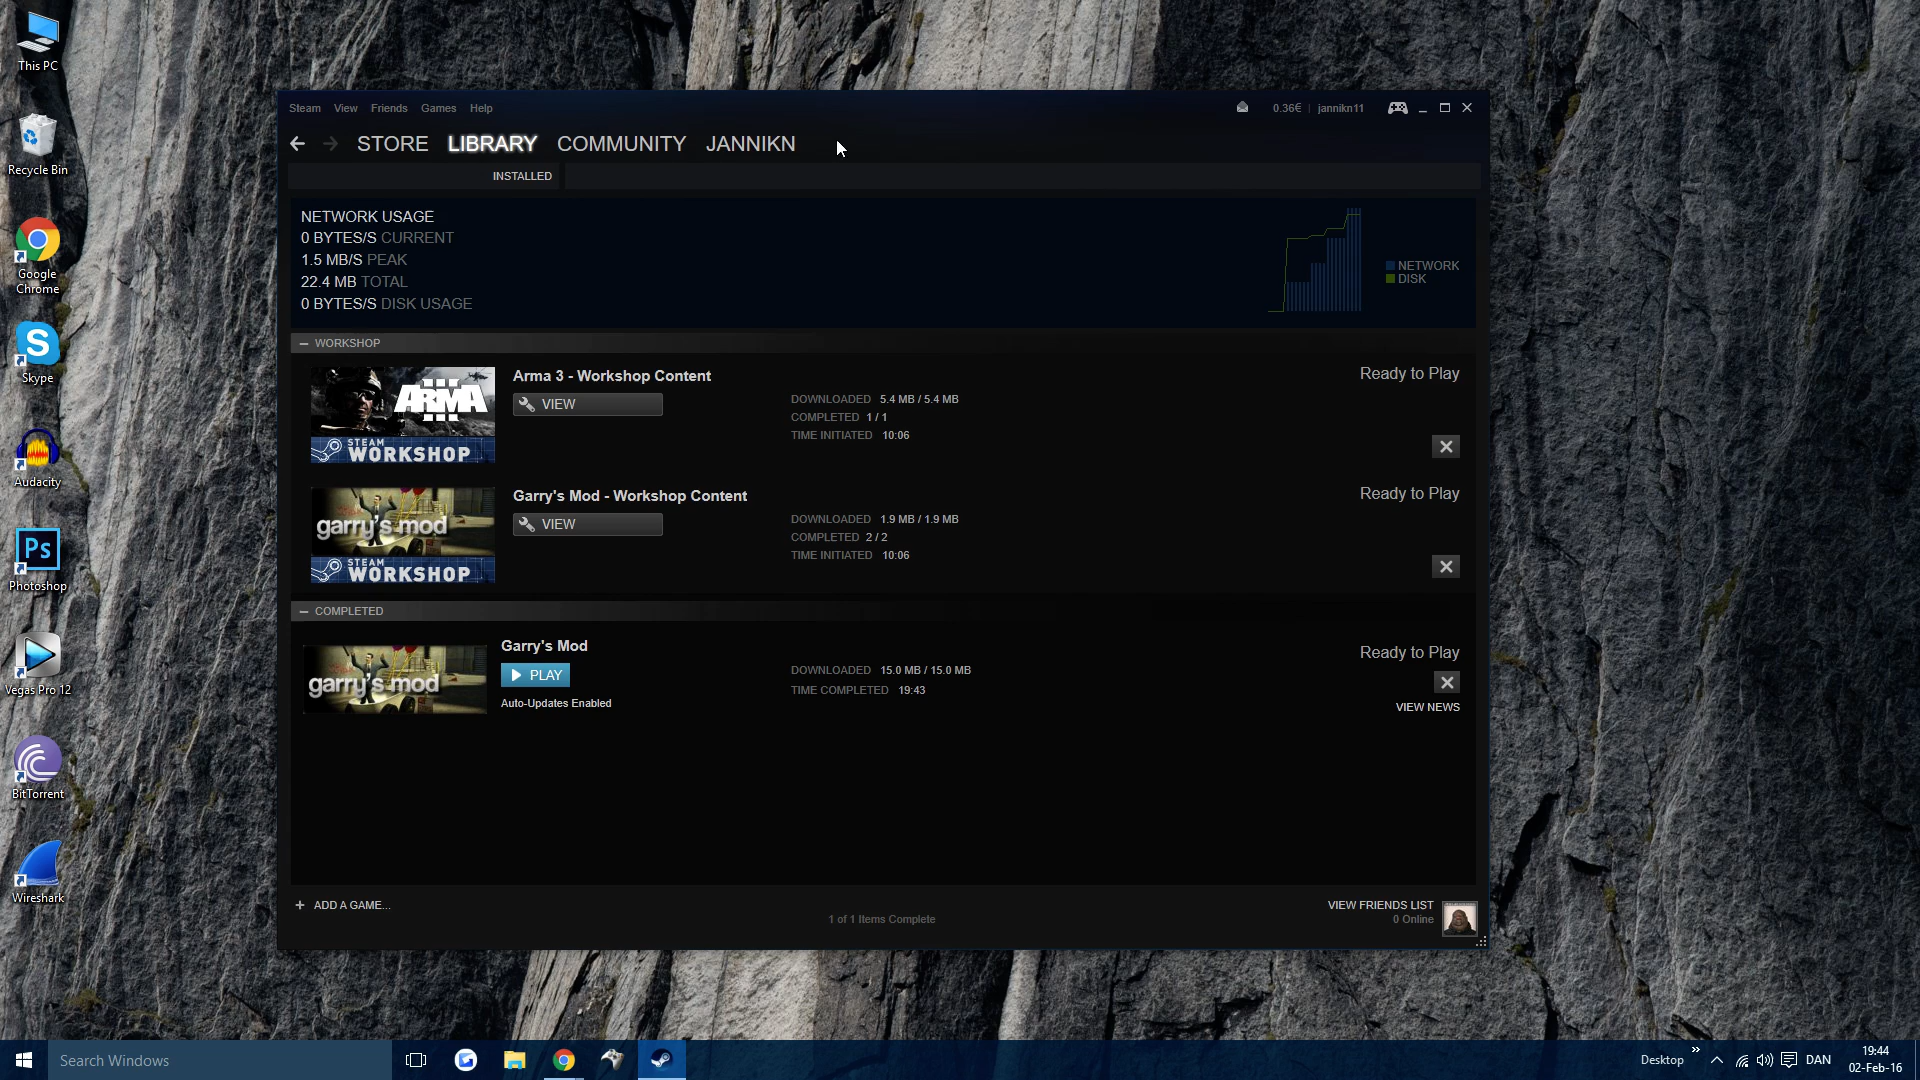 This PC
Recycle Bin
Google
Chrome
Skype
Audacity
Photoshop
Vegas Pro 12
BitTorrent
Wireshark
Steam View Friends Games Help
0.36€ | jannikn11
STORE LIBRARY COMMUNITY JANNIKN
INSTALLED
NETWORK USAGE
0 BYTES/S CURRENT
1.5 MB/S PEAK
22.4 MB TOTAL
0 BYTES/S DISK USAGE
NETWORK
DISK
— WORKSHOP
ARMA III
STEAM WORKSHOP
Arma 3 - Workshop Content
VIEW
DOWNLOADED 5.4 MB / 5.4 MB
COMPLETED 1 / 1
TIME INITIATED 10:06
Ready to Play
garry's mod
STEAM WORKSHOP
Garry's Mod - Workshop Content
VIEW
DOWNLOADED 1.9 MB / 1.9 MB
COMPLETED 2 / 2
TIME INITIATED 10:06
Ready to Play
— COMPLETED
garry's mod
Garry's Mod
PLAY
Auto-Updates Enabled
DOWNLOADED 15.0 MB / 15.0 MB
TIME COMPLETED 19:43
Ready to Play
VIEW NEWS
+ ADD A GAME...
1 of 1 Items Complete
VIEW FRIENDS LIST
0 Online
Search Windows
Desktop
DAN
19:44
02-Feb-16